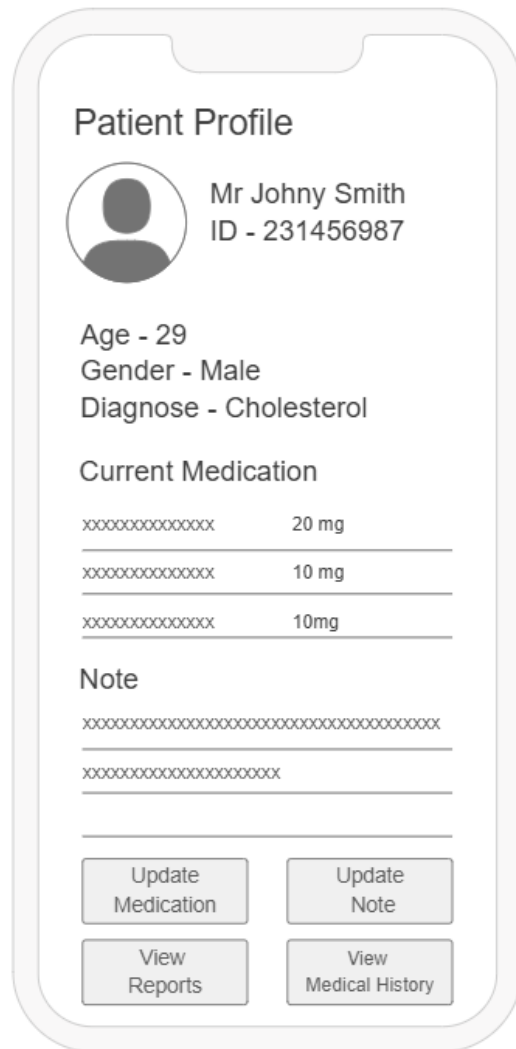 Patient Profile
Mr Johny Smith
ID - 231456987
Age - 29
Gender - Male
Diagnose - Cholesterol
Current Medication
xxxxxxxxxxxxxx 20 mg
xxxxxxxxxxxxxx 10 mg
xxxxxxxxxxxxxx 10mg
Note
xxxxxxxxxxxxxxxxxxxxxxxxxxxxxxxxxxxxxx
xxxxxxxxxxxxxxxxxxxxx
Update
Medication
Update
Note
View
Reports
View
Medical History